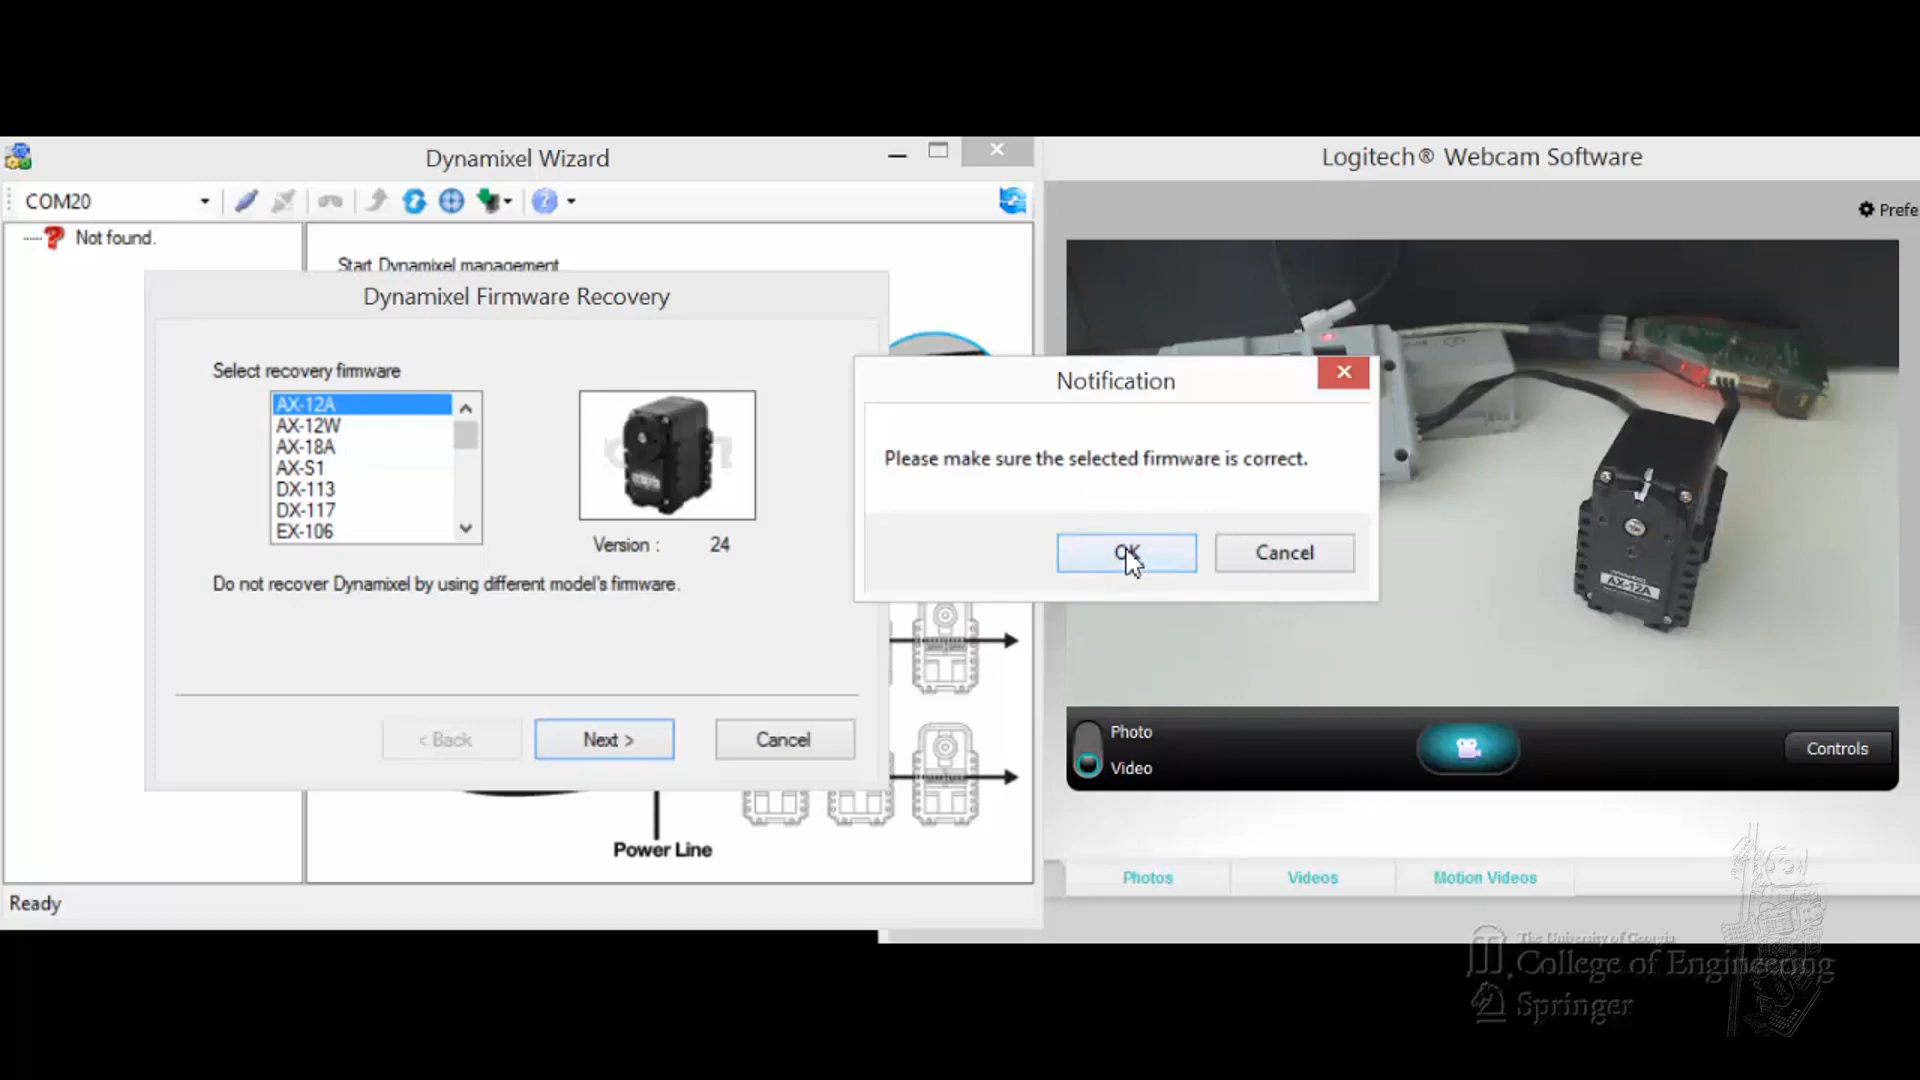 Dynamixel Wizard
COM20
Not found.
Start Dynamixel management
Dynamixel Firmware Recovery
Select recovery firmware
AX-12A
AX-12W
AX-18A
AX-S1
DX-113
DX-117
EX-106
Version : 24
Do not recover Dynamixel by using different model's firmware.
< Back
Next >
Cancel
Power Line
Ready
Notification
Please make sure the selected firmware is correct.
OK
Cancel
Logitech® Webcam Software
Prefe
AX-12A
Photo
Video
Controls
Photos
Videos
Motion Videos
The University of Georgia
College of Engineering
Springer